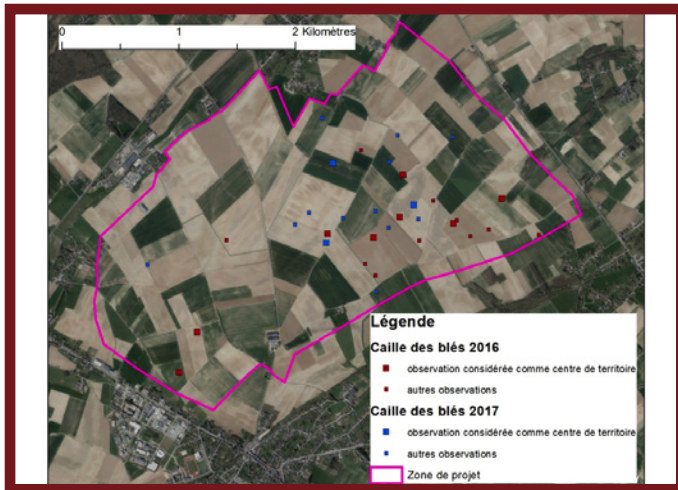 0 1 2 Kilomètres
Légende
Caille des blés 2016
observation considérée comme centre de territoire
autres observations
Caille des blés 2017
observation considérée comme centre de territoire
autres observations
Zone de projet